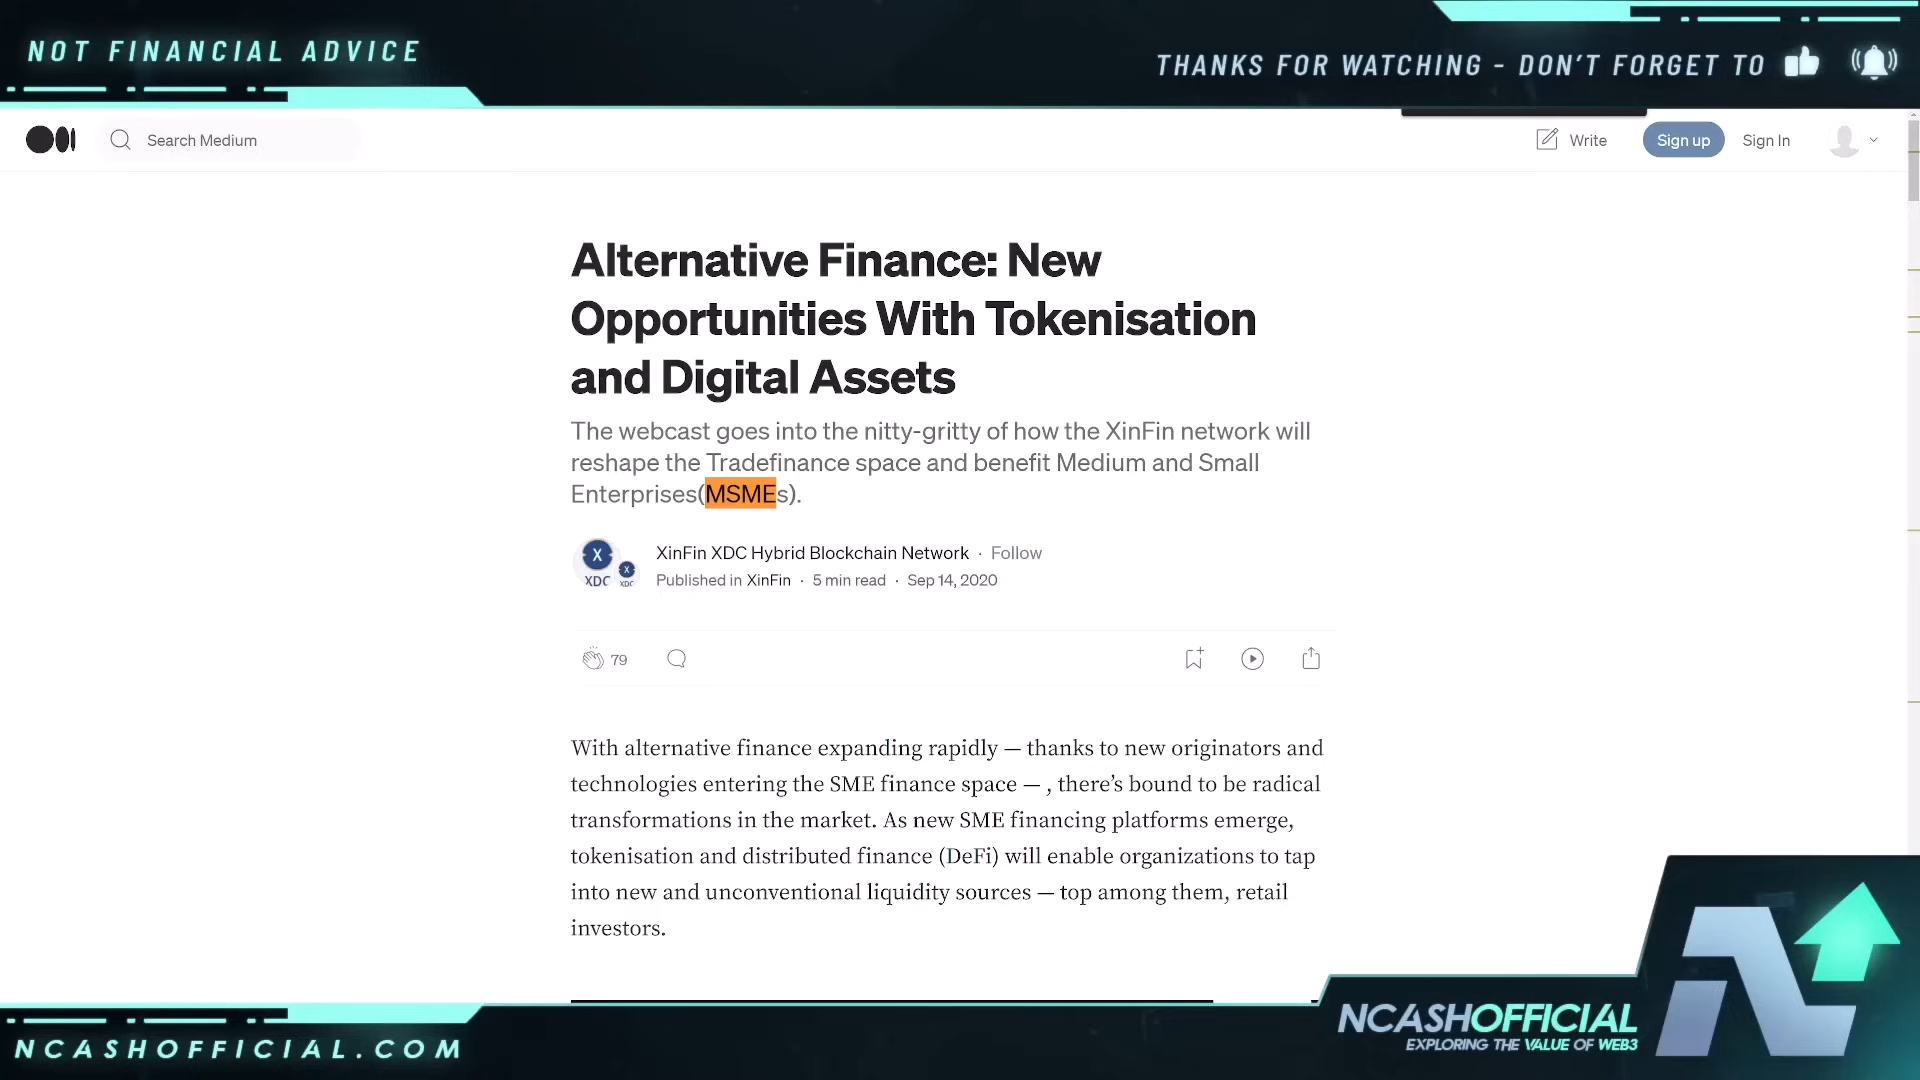 NOT FINANCIAL ADVICE
THANKS FOR WATCHING - DON'T FORGET TO
Search Medium
Write
Sign up
Sign In
Alternative Finance: New
Opportunities With Tokenisation
and Digital Assets
The webcast goes into the nitty-gritty of how the XinFin network will
reshape the Tradefinance space and benefit Medium and Small
Enterprises(MSMEs).
X
XDC
X
XDC
XinFin XDC Hybrid Blockchain Network · Follow
Published in XinFin · 5 min read · Sep 14, 2020
79
With alternative finance expanding rapidly — thanks to new originators and
technologies entering the SME finance space — , there’s bound to be radical
transformations in the market. As new SME financing platforms emerge,
tokenisation and distributed finance (DeFi) will enable organizations to tap
into new and unconventional liquidity sources — top among them, retail
investors.
NCASHOFFICIAL
EXPLORING THE VALUE OF WEB3
NCASHOFFICIAL.COM